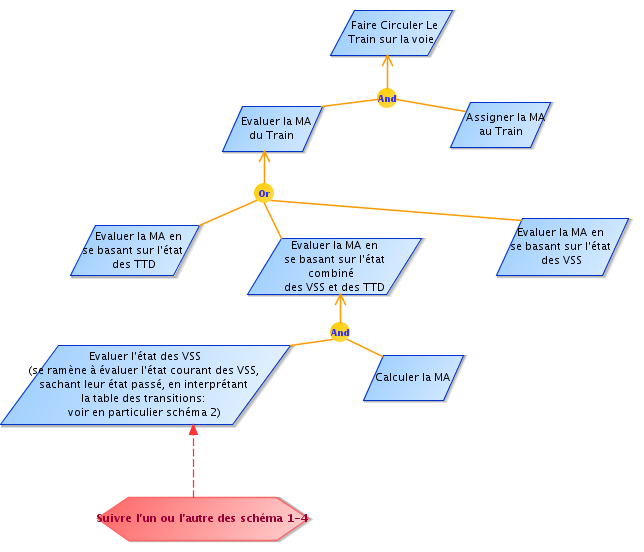 Faire Circuler Le
Train sur la voie
And
Evaluer la MA
du Train
Assigner la MA
au Train
Or
Evaluer la MA en
se basant sur l'état
des TTD
Evaluer la MA en
se basant sur l'état
combiné
des VSS et des TTD
Evaluer la MA en
se basant sur l'état
des VSS
And
Evaluer l'état des VSS
(se ramène à évaluer l'état courant des VSS,
sachant leur état passé, en interprétant
la table des transitions:
voir en particulier schéma 2)
Calculer la MA
Suivre l'un ou l'autre des schéma 1-4